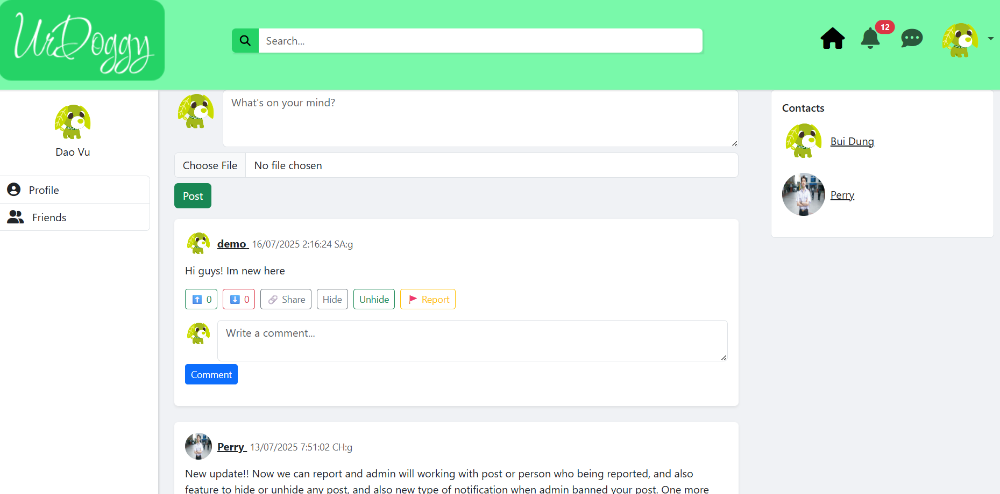 UrDoggy
Search...
12
Dao Vu
Profile
Friends
What's on your mind?
Choose File No file chosen
Post
demo 16/07/2025 2:16:24 SA:g
Hi guys! Im new here
0 0 Share Hide Unhide Report
Write a comment...
Comment
Perry 13/07/2025 7:51:02 CH:g
New update!! Now we can report and admin will working with post or person who being reported, and also
feature to hide or unhide any post, and also new type of notification when admin banned your post. One more
Contacts
Bui Dung
Perry